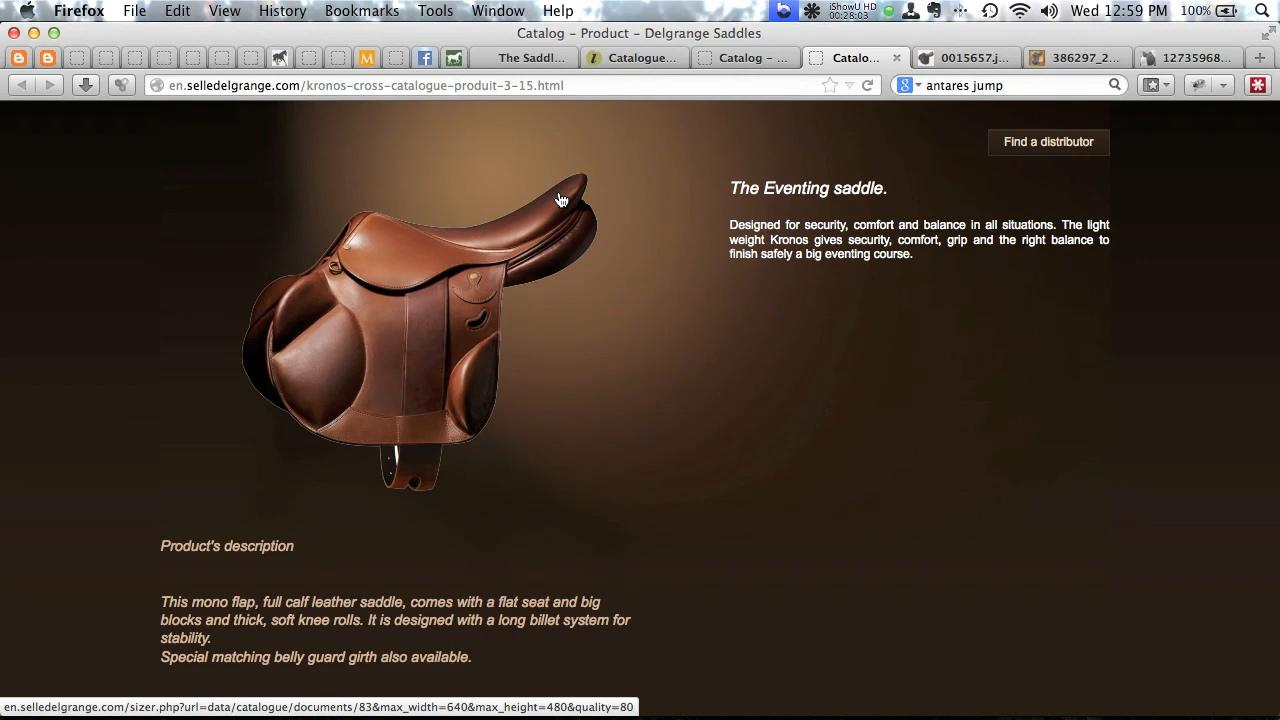 Firefox File Edit View History Bookmarks Tools Window Help
iShowU HD
00:28:03
Wed 12:59 PM 100%
Catalog – Product – Delgrange Saddles
The Saddl... Catalogue... Catalog – ... Catalo... 0015657.j... 386297_2... 12735968...
en.selledelgrange.com/kronos-cross-catalogue-produit-3-15.html
antares jump
Find a distributor
The Eventing saddle.
Designed for security, comfort and balance in all situations. The light
weight Kronos gives security, comfort, grip and the right balance to
finish safely a big eventing course.
Product's description
This mono flap, full calf leather saddle, comes with a flat seat and big
blocks and thick, soft knee rolls. It is designed with a long billet system for
stability.
Special matching belly guard girth also available.
en.selledelgrange.com/sizer.php?url=data/catalogue/documents/83&max_width=640&max_height=480&quality=80